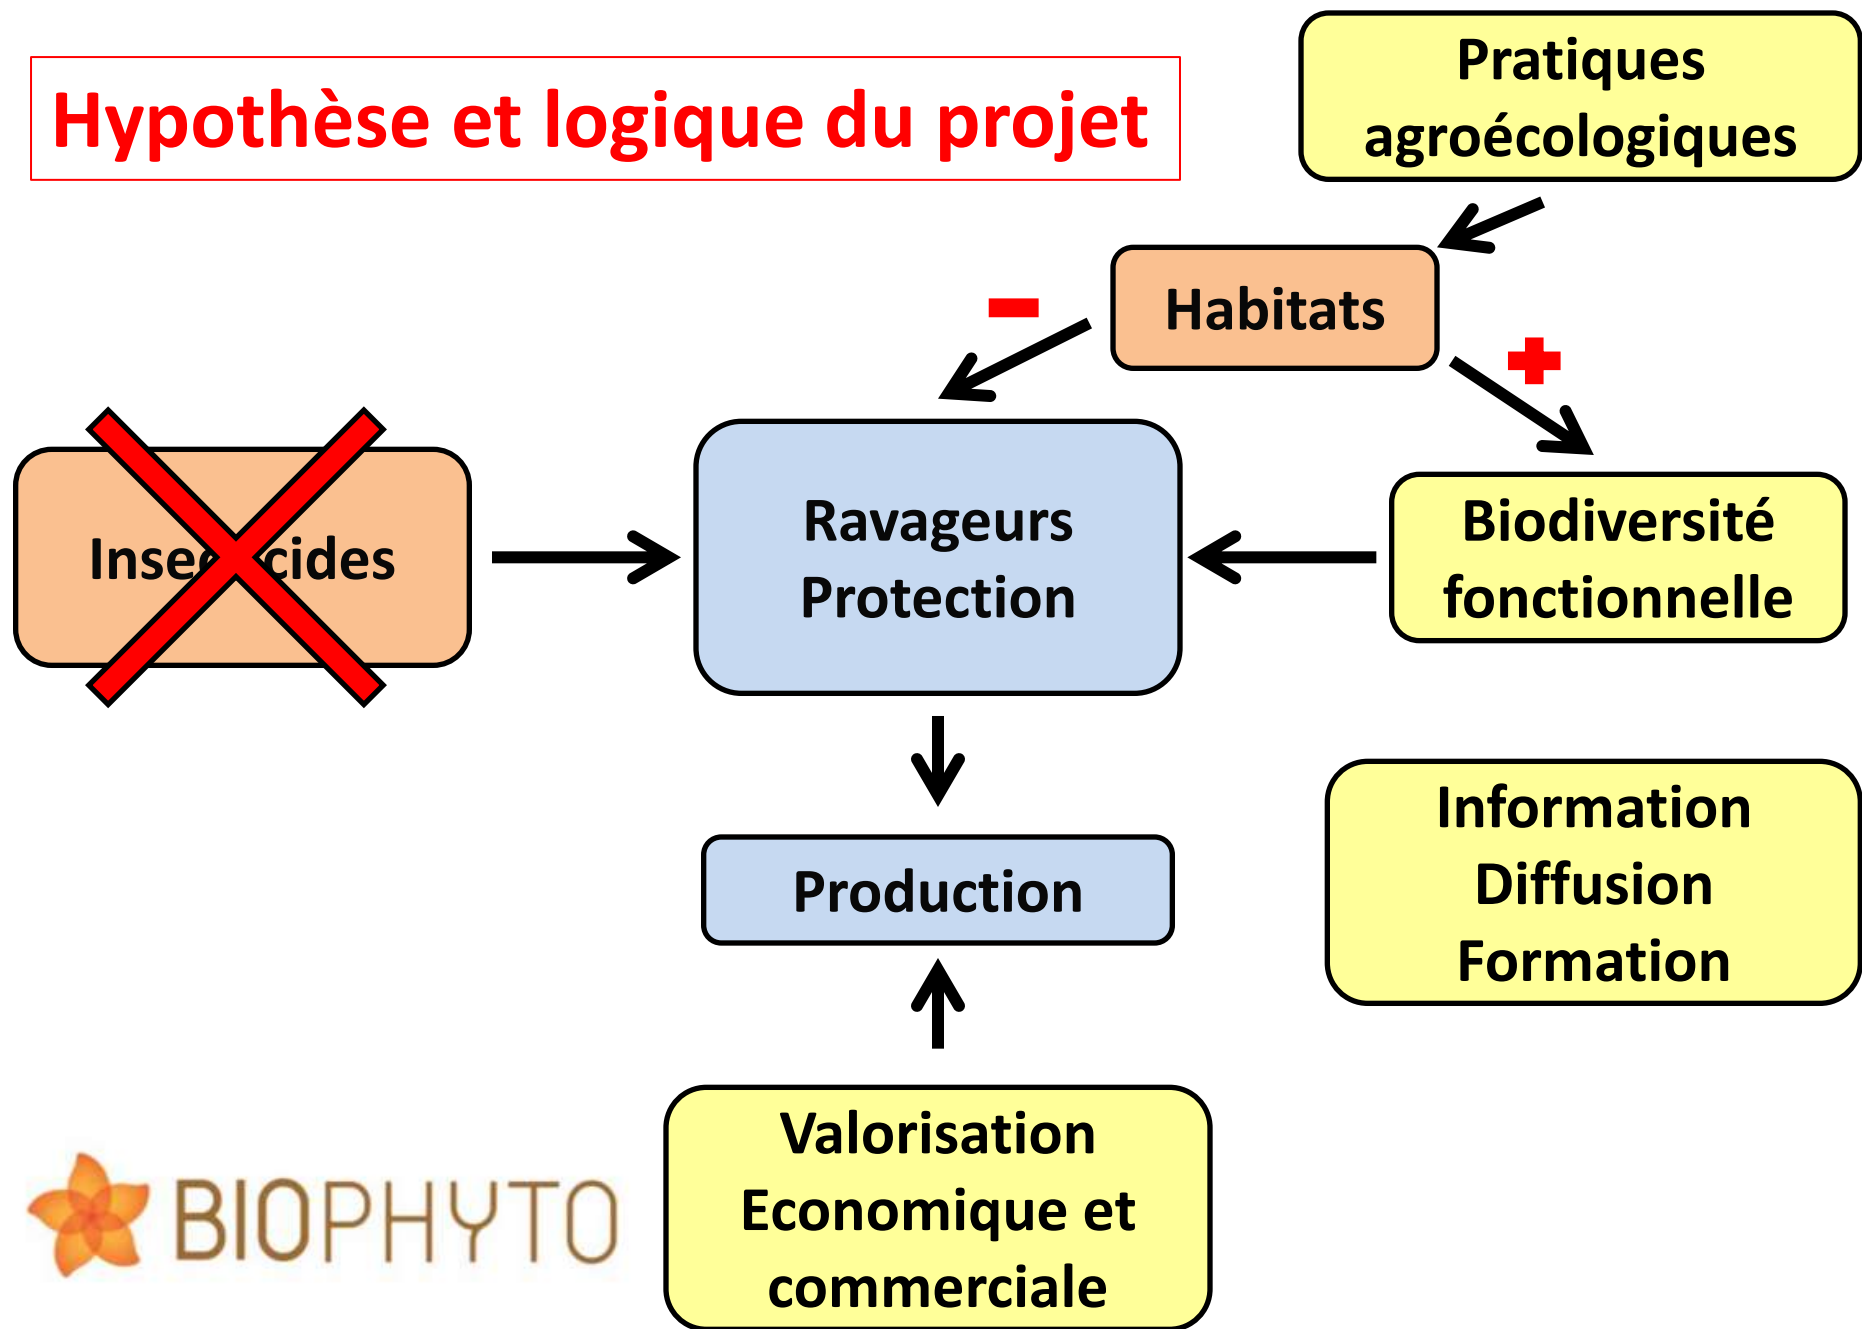 Hypothèse et logique du projet
Pratiques
agroécologiques
Habitats
Insecticides
Ravageurs
Protection
Biodiversité
fonctionnelle
Production
Information
Diffusion
Formation
Valorisation
Economique et
commerciale
BIOPHYTO